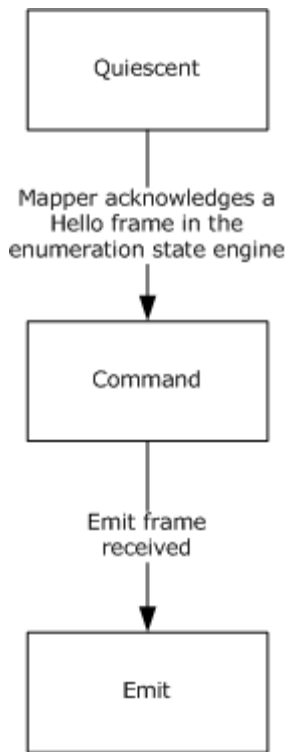 Quiescent
Mapper acknowledges a
Hello frame in the
enumeration state engine
Command
Emit frame
received
Emit